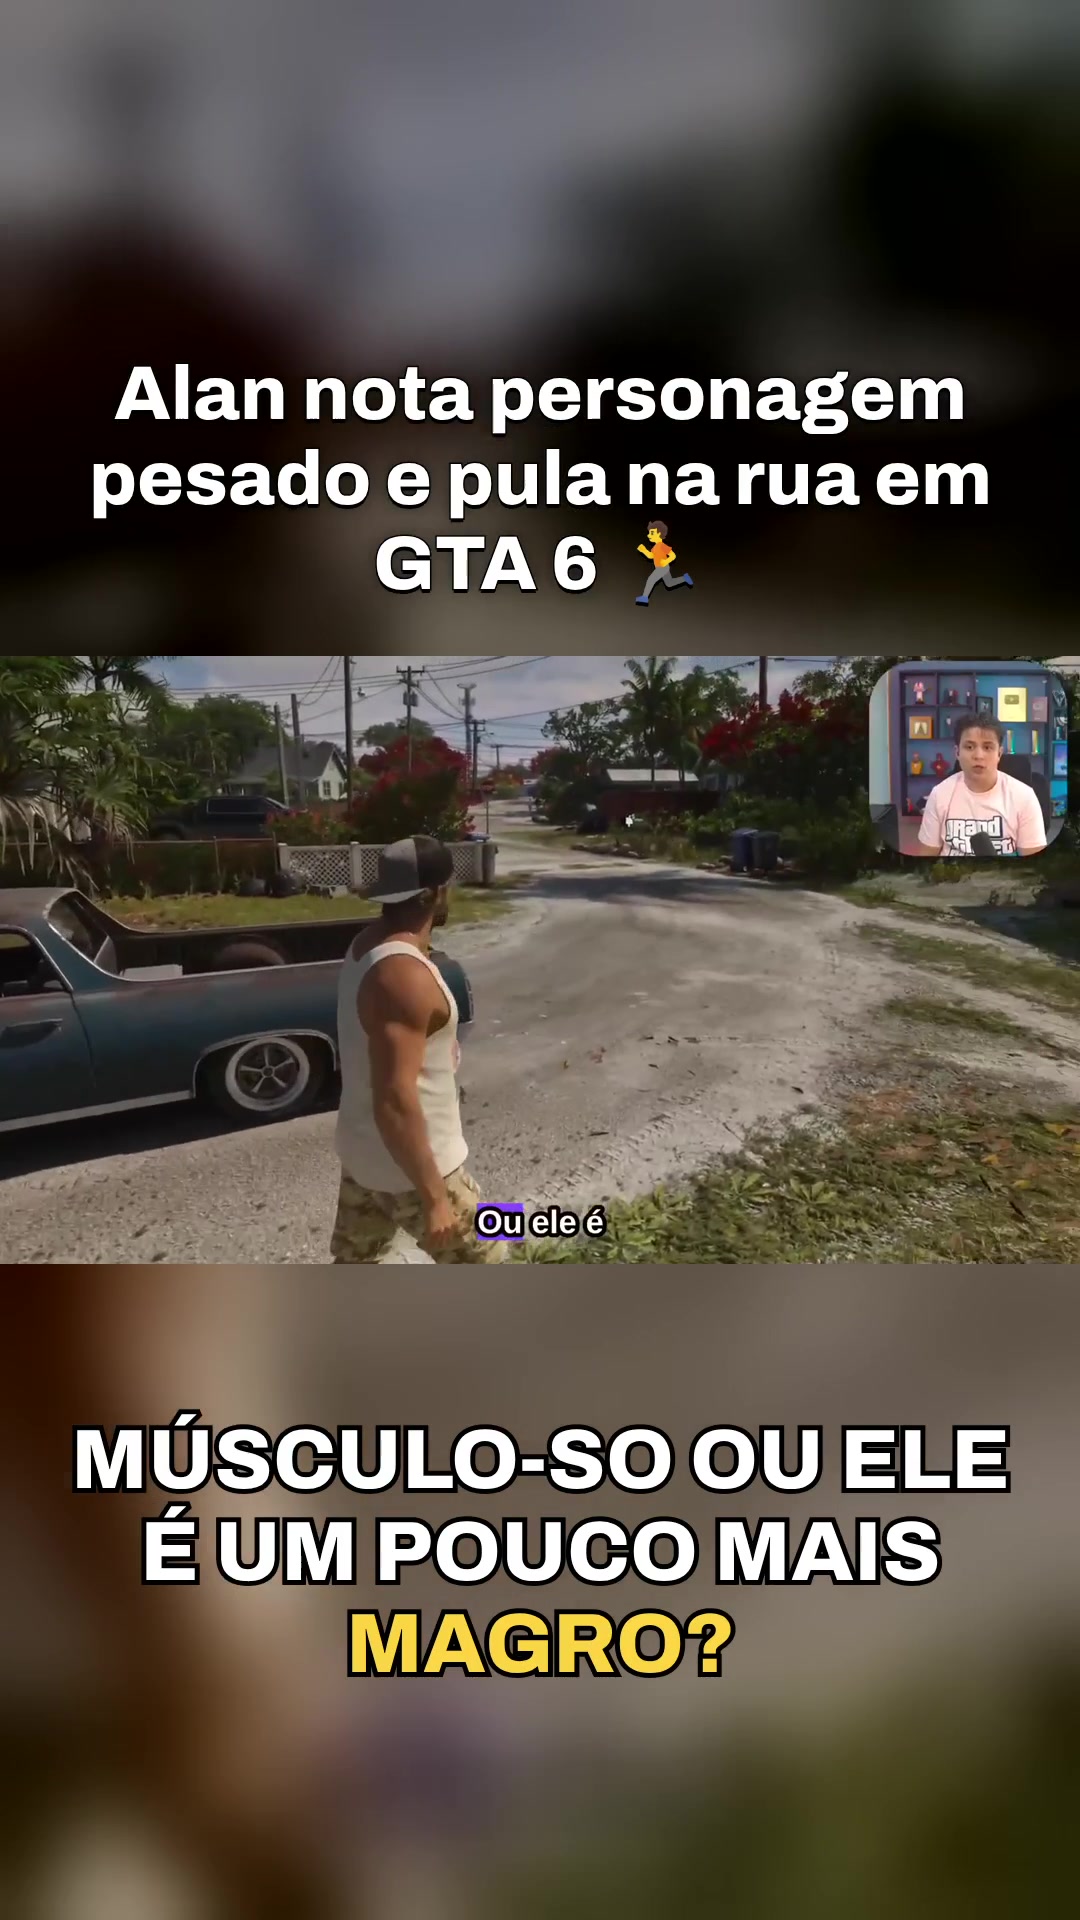 Alan nota personagem
pesado e pula na rua em
GTA 6
grand
Ou ele é
MÚSCULO-SO OU ELE
É UM POUCO MAIS
MAGRO?